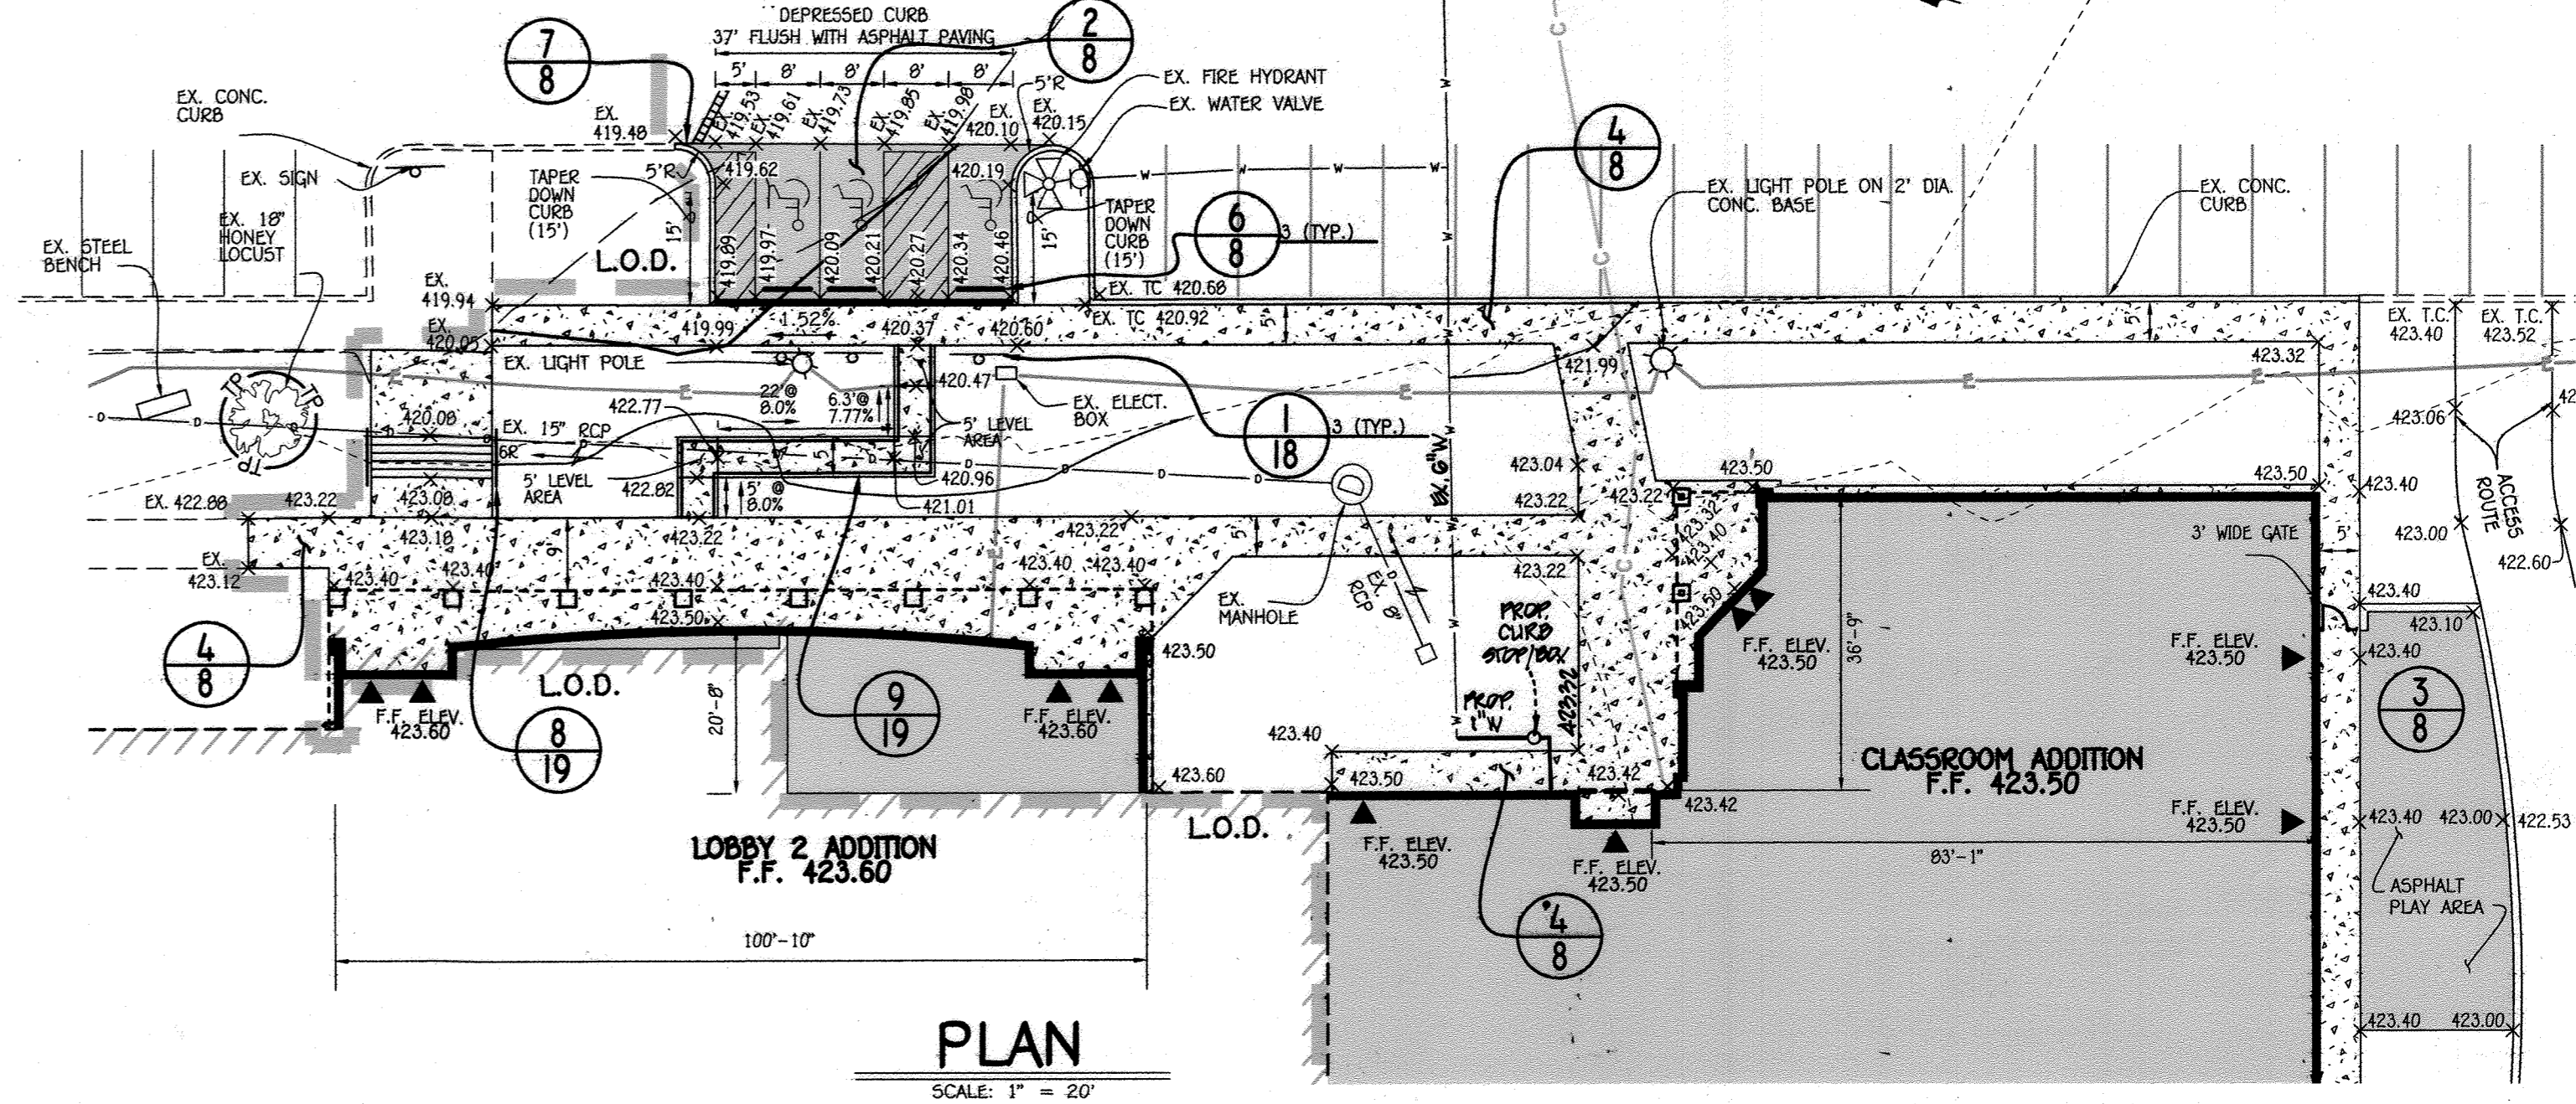 DEPRESSED CURB
37' FLUSH WITH ASPHALT PAVING
5' 8' 8' 8' 8'
7
8
2
8
EX. FIRE HYDRANT
EX. WATER VALVE
5'R
EX. CONC.
CURB
EX.
419.48
EX.
419.53
EX.
419.61
EX.
419.73
EX.
419.85
EX.
419.98
EX.
420.10
EX.
420.15
4
8
EX. SIGN
EX. 18"
HONEY
LOCUST
EX. STEEL
BENCH
TAPER
DOWN
CURB
(15')
5'R
15'
419.62
420.19
419.89
419.97
420.09
420.21
420.27
420.34
420.46
15'
TAPER
DOWN
CURB
(15')
6
8
3 (TYP.)
W W W W
EX. LIGHT POLE ON 2' DIA.
CONC. BASE
EX. CONC.
CURB
L.O.D.
EX.
419.94
EX.
420.05
EX. TC 420.68
EX. TC 420.92
419.99
1.52%
420.37
420.60
5'
5'
EX. T.C.
423.40
EX. T.C.
423.52
EX. LIGHT POLE
420.47
421.99
423.32
TP
TP
TP
420.08
422.77
22' @
8.0%
6.3' @
7.77%
EX. ELECT.
BOX
5' LEVEL
AREA
1
18
3 (TYP.)
EX. 6"W
423.06
EX. 15" RCP
6R
5'
5' LEVEL
AREA
422.82
5' @
8.0%
420.96
421.01
423.04
423.22
423.22
423.50
423.50
423.40
ACCESS
ROUTE
EX. 422.88
423.22
423.08
423.18
423.22
423.22
9'
5'
423.32
423.40
423.00
422.60
3' WIDE GATE
5'
EX.
423.12
423.40
423.40
423.40
423.40
423.40
423.50
423.22
EX.
MANHOLE
EX. 8"
RCP
PROP.
CURB
STOP/BOX
423.32
PROP.
1"W
423.50
F.F. ELEV.
423.50
36'-9"
F.F. ELEV.
423.50
423.40
423.10
423.40
4
8
L.O.D.
F.F. ELEV.
423.60
8
19
20'-8"
9
19
F.F. ELEV.
423.60
423.50
423.60
423.40
423.50
423.42
423.42
CLASSROOM ADDITION
F.F. 423.50
3
8
L.O.D.
F.F. ELEV.
423.50
F.F. ELEV.
423.50
F.F. ELEV.
423.50
423.40 423.00 422.53
83'-1"
LOBBY 2 ADDITION
F.F. 423.60
4
8
ASPHALT
PLAY AREA
100'-10"
423.40 423.00
PLAN
SCALE: 1" = 20'